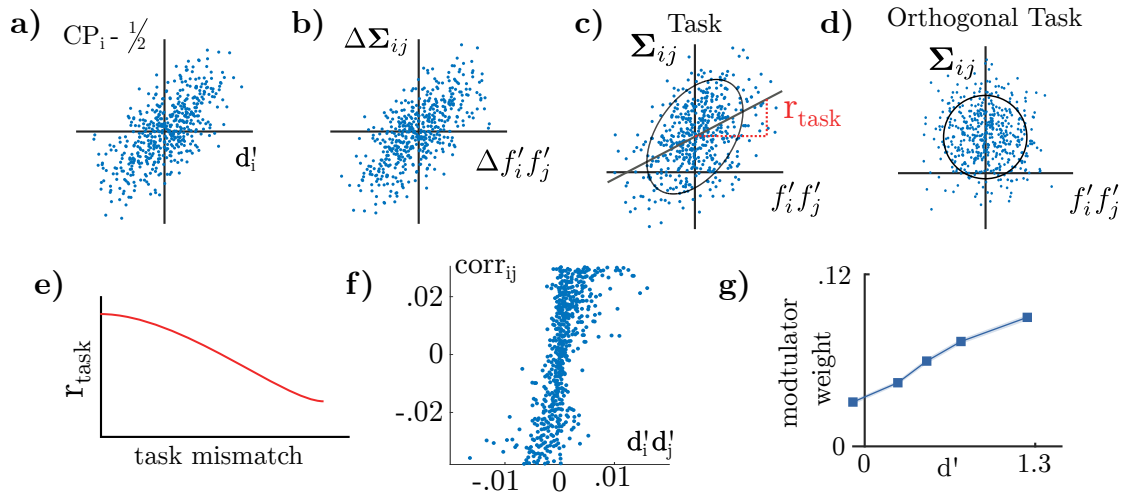 a)
CP_i - 1/2
d'_i
b)
ΔΣ_ij
Δf'_i f'_j
c)
Task
Σ_ij
r_task
f'_i f'_j
d)
Orthogonal Task
Σ_ij
f'_i f'_j
e)
r_task
task mismatch
f)
corr_ij
.02
0
-.02
d'_i d'_j
-.01
0
.01
g)
.12
modtulator
weight
0
0
d'
1.3